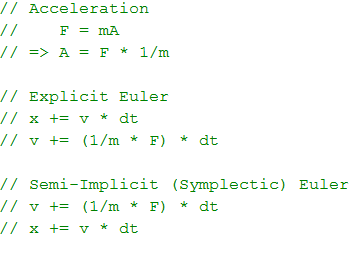 // Acceleration
//    F = mA
// => A = F * 1/m
// Explicit Euler
// x += v * dt
// v += (1/m * F) * dt
// Semi-Implicit (Symplectic) Euler
// v += (1/m * F) * dt
// x += v * dt